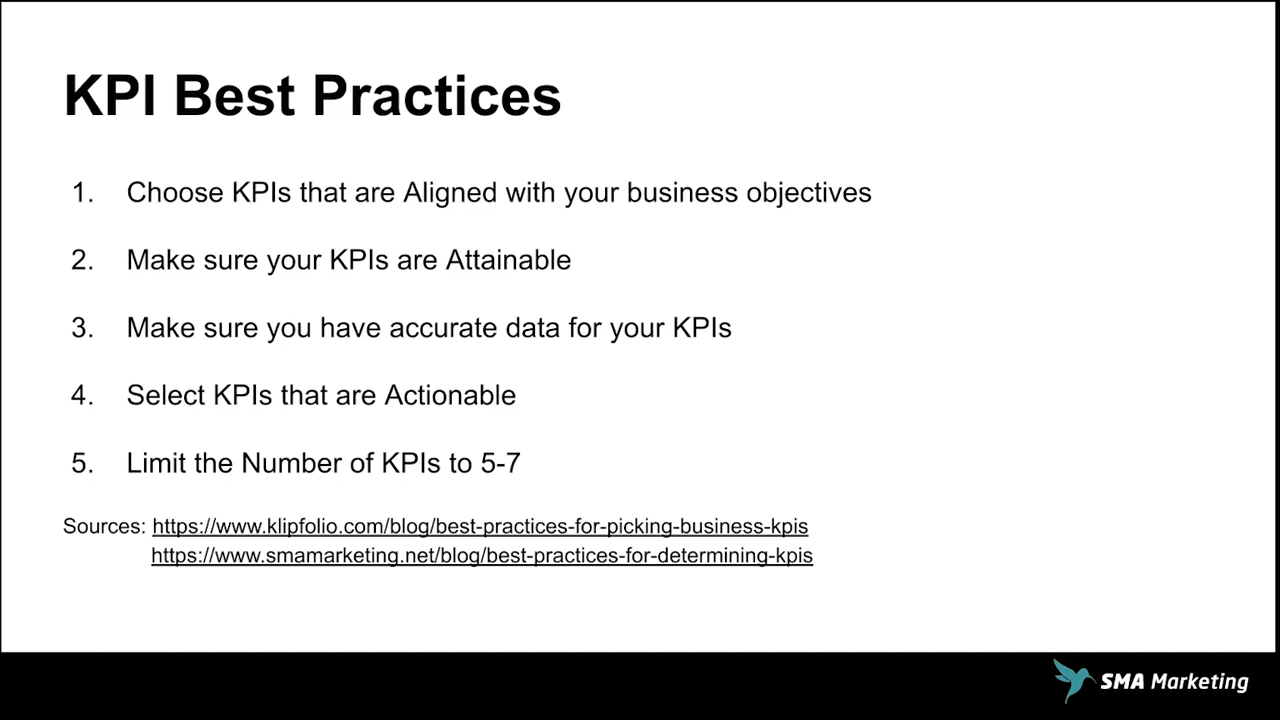 KPI Best Practices
1. Choose KPIs that are Aligned with your business objectives
2. Make sure your KPIs are Attainable
3. Make sure you have accurate data for your KPIs
4. Select KPIs that are Actionable
5. Limit the Number of KPIs to 5-7
Sources: https://www.klipfolio.com/blog/best-practices-for-picking-business-kpis
https://www.smamarketing.net/blog/best-practices-for-determining-kpis
SMA Marketing